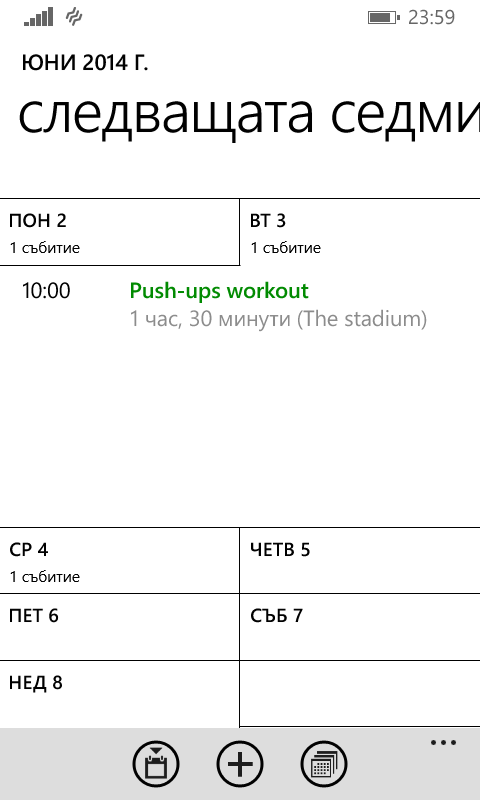 23:59
ЮНИ 2014 Г.
следващата седми
ПОН 2
1 събитие
ВТ 3
1 събитие
10:00
Push-ups workout
1 час, 30 минути (The stadium)
СР 4
1 събитие
ЧЕТВ 5
ПЕТ 6
СЪБ 7
НЕД 8